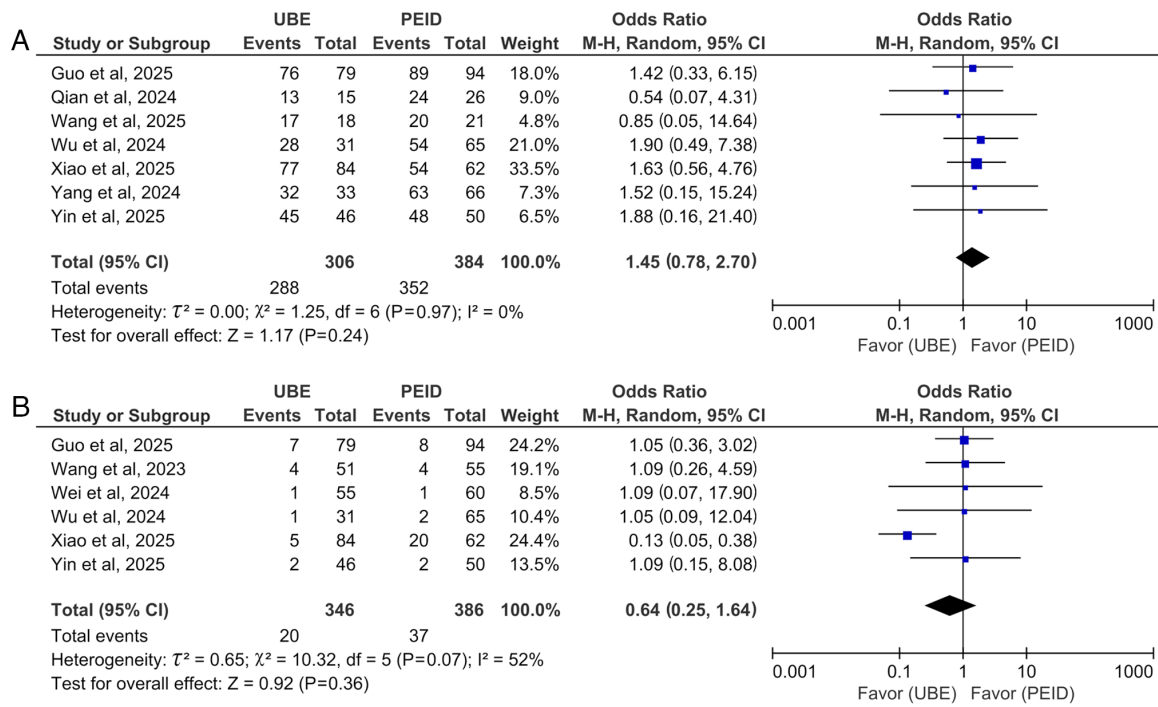 A
UBE PEID Odds Ratio Odds Ratio
Study or Subgroup Events Total Events Total Weight M-H, Random, 95% CI M-H, Random, 95% CI
Guo et al, 2025 76 79 89 94 18.0% 1.42 (0.33, 6.15)
Qian et al, 2024 13 15 24 26 9.0% 0.54 (0.07, 4.31)
Wang et al, 2025 17 18 20 21 4.8% 0.85 (0.05, 14.64)
Wu et al, 2024 28 31 54 65 21.0% 1.90 (0.49, 7.38)
Xiao et al, 2025 77 84 54 62 33.5% 1.63 (0.56, 4.76)
Yang et al, 2024 32 33 63 66 7.3% 1.52 (0.15, 15.24)
Yin et al, 2025 45 46 48 50 6.5% 1.88 (0.16, 21.40)
Total (95% CI) 306 384 100.0% 1.45 (0.78, 2.70)
Total events 288 352
Heterogeneity: τ² = 0.00; χ² = 1.25, df = 6 (P=0.97); I² = 0%
Test for overall effect: Z = 1.17 (P=0.24)
0.001 0.1 1 10 1000
Favor (UBE) Favor (PEID)
B
UBE PEID Odds Ratio Odds Ratio
Study or Subgroup Events Total Events Total Weight M-H, Random, 95% CI M-H, Random, 95% CI
Guo et al, 2025 7 79 8 94 24.2% 1.05 (0.36, 3.02)
Wang et al, 2023 4 51 4 55 19.1% 1.09 (0.26, 4.59)
Wei et al, 2024 1 55 1 60 8.5% 1.09 (0.07, 17.90)
Wu et al, 2024 1 31 2 65 10.4% 1.05 (0.09, 12.04)
Xiao et al, 2025 5 84 20 62 24.4% 0.13 (0.05, 0.38)
Yin et al, 2025 2 46 2 50 13.5% 1.09 (0.15, 8.08)
Total (95% CI) 346 386 100.0% 0.64 (0.25, 1.64)
Total events 20 37
Heterogeneity: τ² = 0.65; χ² = 10.32, df = 5 (P=0.07); I² = 52%
Test for overall effect: Z = 0.92 (P=0.36)
0.001 0.1 1 10 1000
Favor (UBE) Favor (PEID)